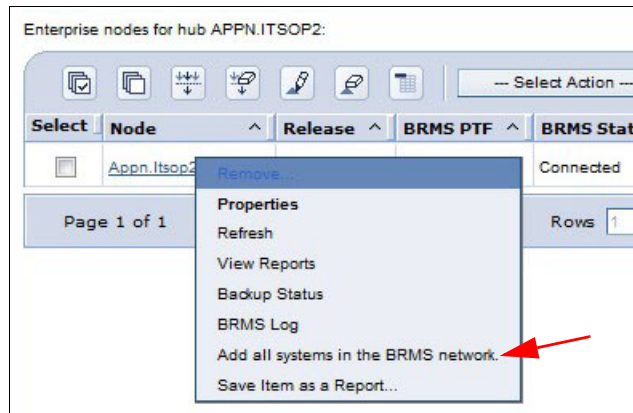 Enterprise nodes for hub APPN.ITSOP2:
--- Select Action ---
Select Node ^ Release ^ BRMS PTF ^ BRMS Stat
Appn.Itsop2 Connected
Remove...
Properties
Page 1 of 1 Rows 1
Refresh
View Reports
Backup Status
BRMS Log
Add all systems in the BRMS network.
Save Item as a Report...